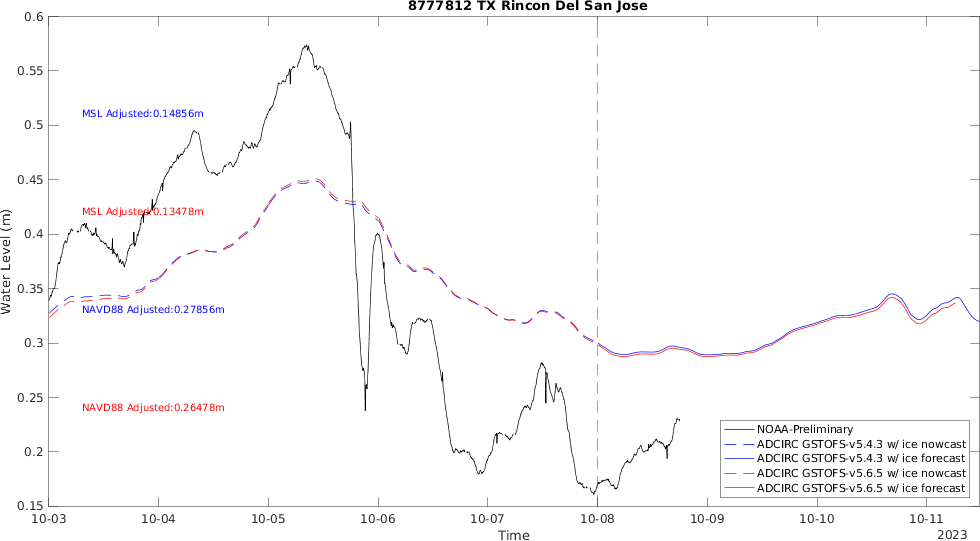 8777812 TX Rincon Del San Jose
0.6
0.55
0.5
0.45
0.4
0.35
0.3
0.25
0.2
0.15
Water Level (m)
MSL Adjusted:0.14856m
MSL Adjusted:0.13478m
NAVD88 Adjusted:0.27856m
NAVD88 Adjusted:0.26478m
NOAA-Preliminary
ADCIRC GSTOFS-v5.4.3 w/ ice nowcast
ADCIRC GSTOFS-v5.4.3 w/ ice forecast
ADCIRC GSTOFS-v5.6.5 w/ ice nowcast
ADCIRC GSTOFS-v5.6.5 w/ ice forecast
10-03 10-04 10-05 10-06 10-07 10-08 10-09 10-10 10-11
Time
2023